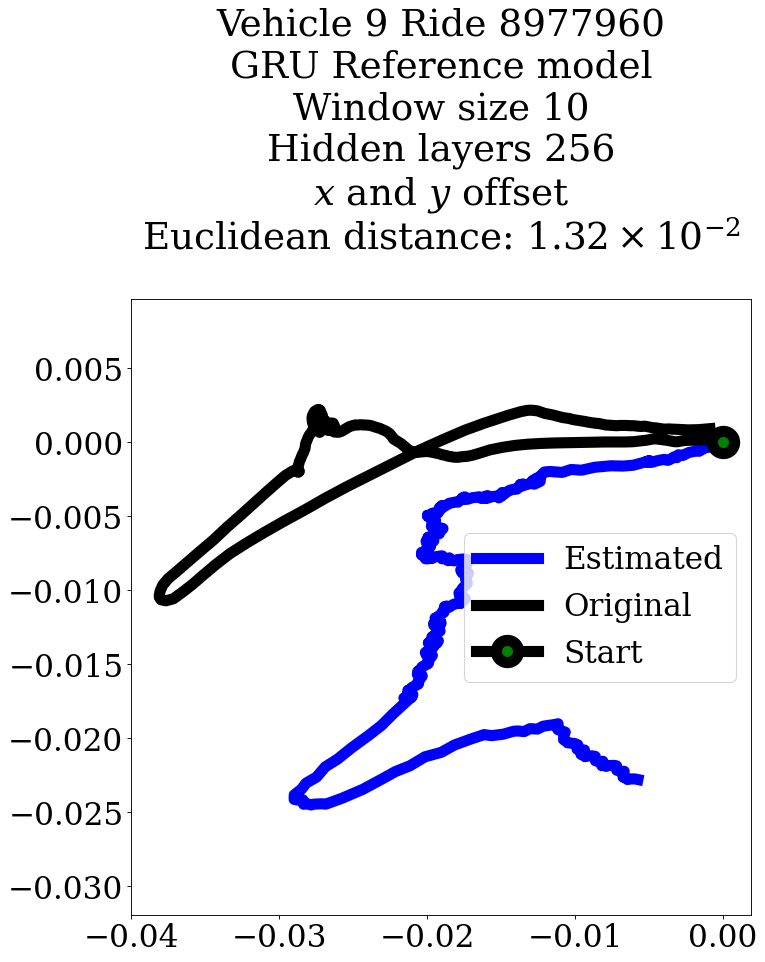 Vehicle 9 Ride 8977960
GRU Reference model
Window size 10
Hidden layers 256
x and y offset
Euclidean distance: 1.32 × 10⁻²
0.005
0.000
−0.005
−0.010
−0.015
−0.020
−0.025
−0.030
Estimated
Original
Start
−0.04 −0.03 −0.02 −0.01 0.00